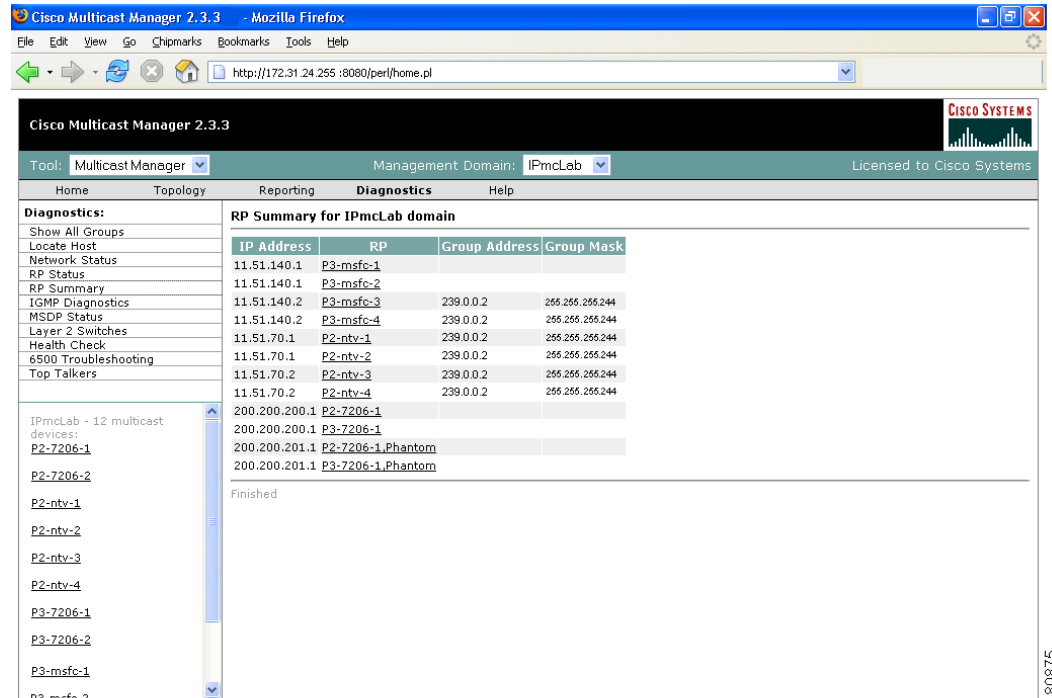 Cisco Multicast Manager 2.3.3 - Mozilla Firefox
File Edit View Go Chipmarks Bookmarks Tools Help
http://172.31.24.255 :8080/perl/home.pl
Cisco Multicast Manager 2.3.3
CISCO SYSTEMS
Tool: Multicast Manager Management Domain: IPmcLab Licensed to Cisco Systems
Home Topology Reporting Diagnostics Help
Diagnostics:
Show All Groups
Locate Host
Network Status
RP Status
RP Summary
IGMP Diagnostics
MSDP Status
Layer 2 Switches
Health Check
6500 Troubleshooting
Top Talkers
IPmcLab - 12 multicast
devices:
P2-7206-1
P2-7206-2
P2-ntv-1
P2-ntv-2
P2-ntv-3
P2-ntv-4
P3-7206-1
P3-7206-2
P3-msfc-1
P3-msfc-2
RP Summary for IPmcLab domain
IP Address RP Group Address Group Mask
11.51.140.1 P3-msfc-1
11.51.140.1 P3-msfc-2
11.51.140.2 P3-msfc-3 239.0.0.2 255.255.255.244
11.51.140.2 P3-msfc-4 239.0.0.2 255.255.255.244
11.51.70.1 P2-ntv-1 239.0.0.2 255.255.255.244
11.51.70.1 P2-ntv-2 239.0.0.2 255.255.255.244
11.51.70.2 P2-ntv-3 239.0.0.2 255.255.255.244
11.51.70.2 P2-ntv-4 239.0.0.2 255.255.255.244
200.200.200.1 P2-7206-1
200.200.200.1 P3-7206-1
200.200.201.1 P2-7206-1,Phantom
200.200.201.1 P3-7206-1,Phantom
Finished
80875